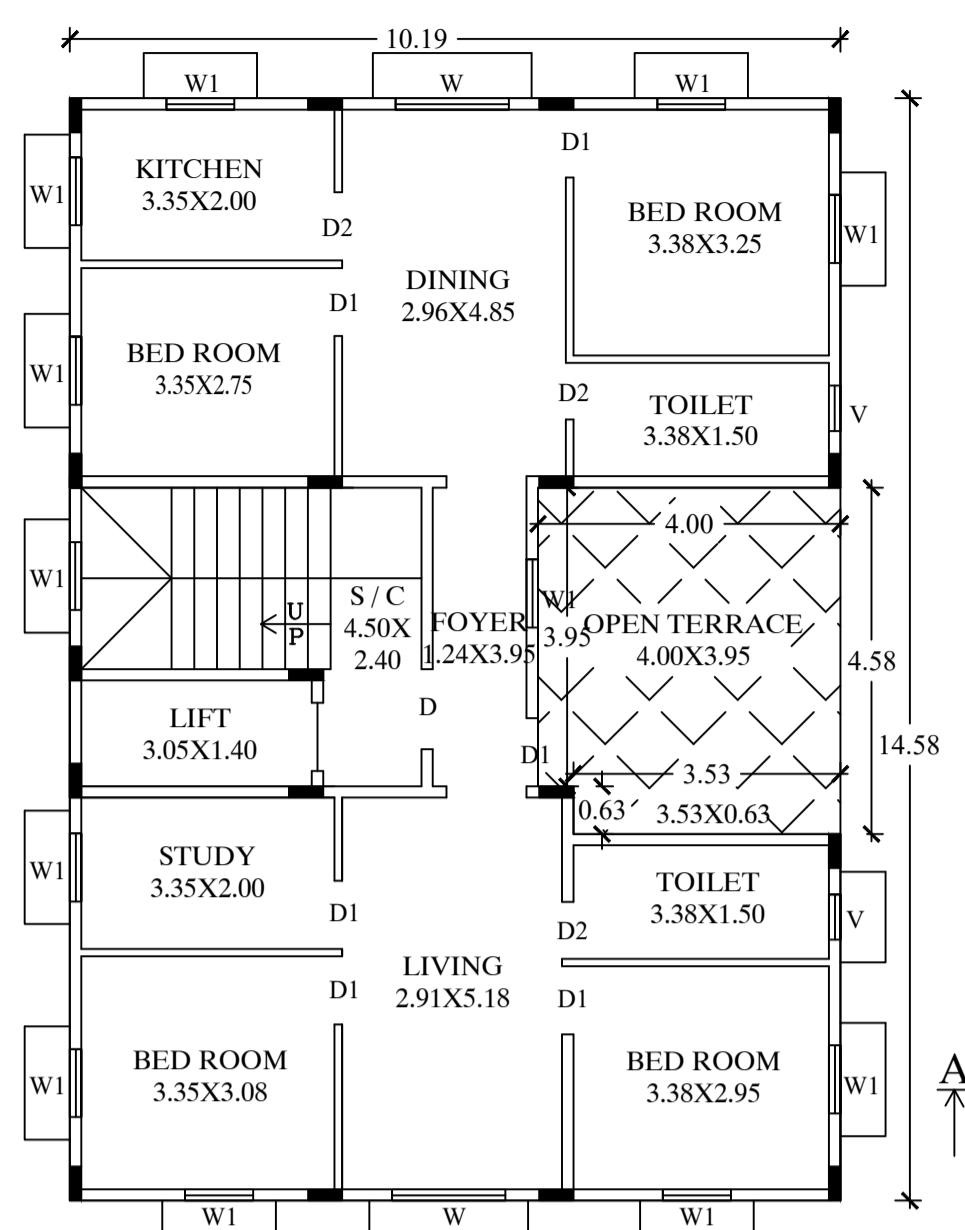 10.19
W1
W
W1
KITCHEN
3.35X2.00
W1
D1
BED ROOM
3.38X3.25
W1
D2
DINING
2.96X4.85
D1
BED ROOM
3.35X2.75
W1
D2
TOILET
3.38X1.50
V
4.00
W1
S / C
4.50X
2.40
UP
FOYER
1.24X3.95
W1
3.95
OPEN TERRACE
4.00X3.95
4.58
14.58
LIFT
3.05X1.40
D
D1
3.53
0.63
3.53X0.63
STUDY
3.35X2.00
W1
D1
TOILET
3.38X1.50
V
D2
LIVING
2.91X5.18
D1
D1
BED ROOM
3.35X3.08
W1
BED ROOM
3.38X2.95
W1
A
W1
W
W1